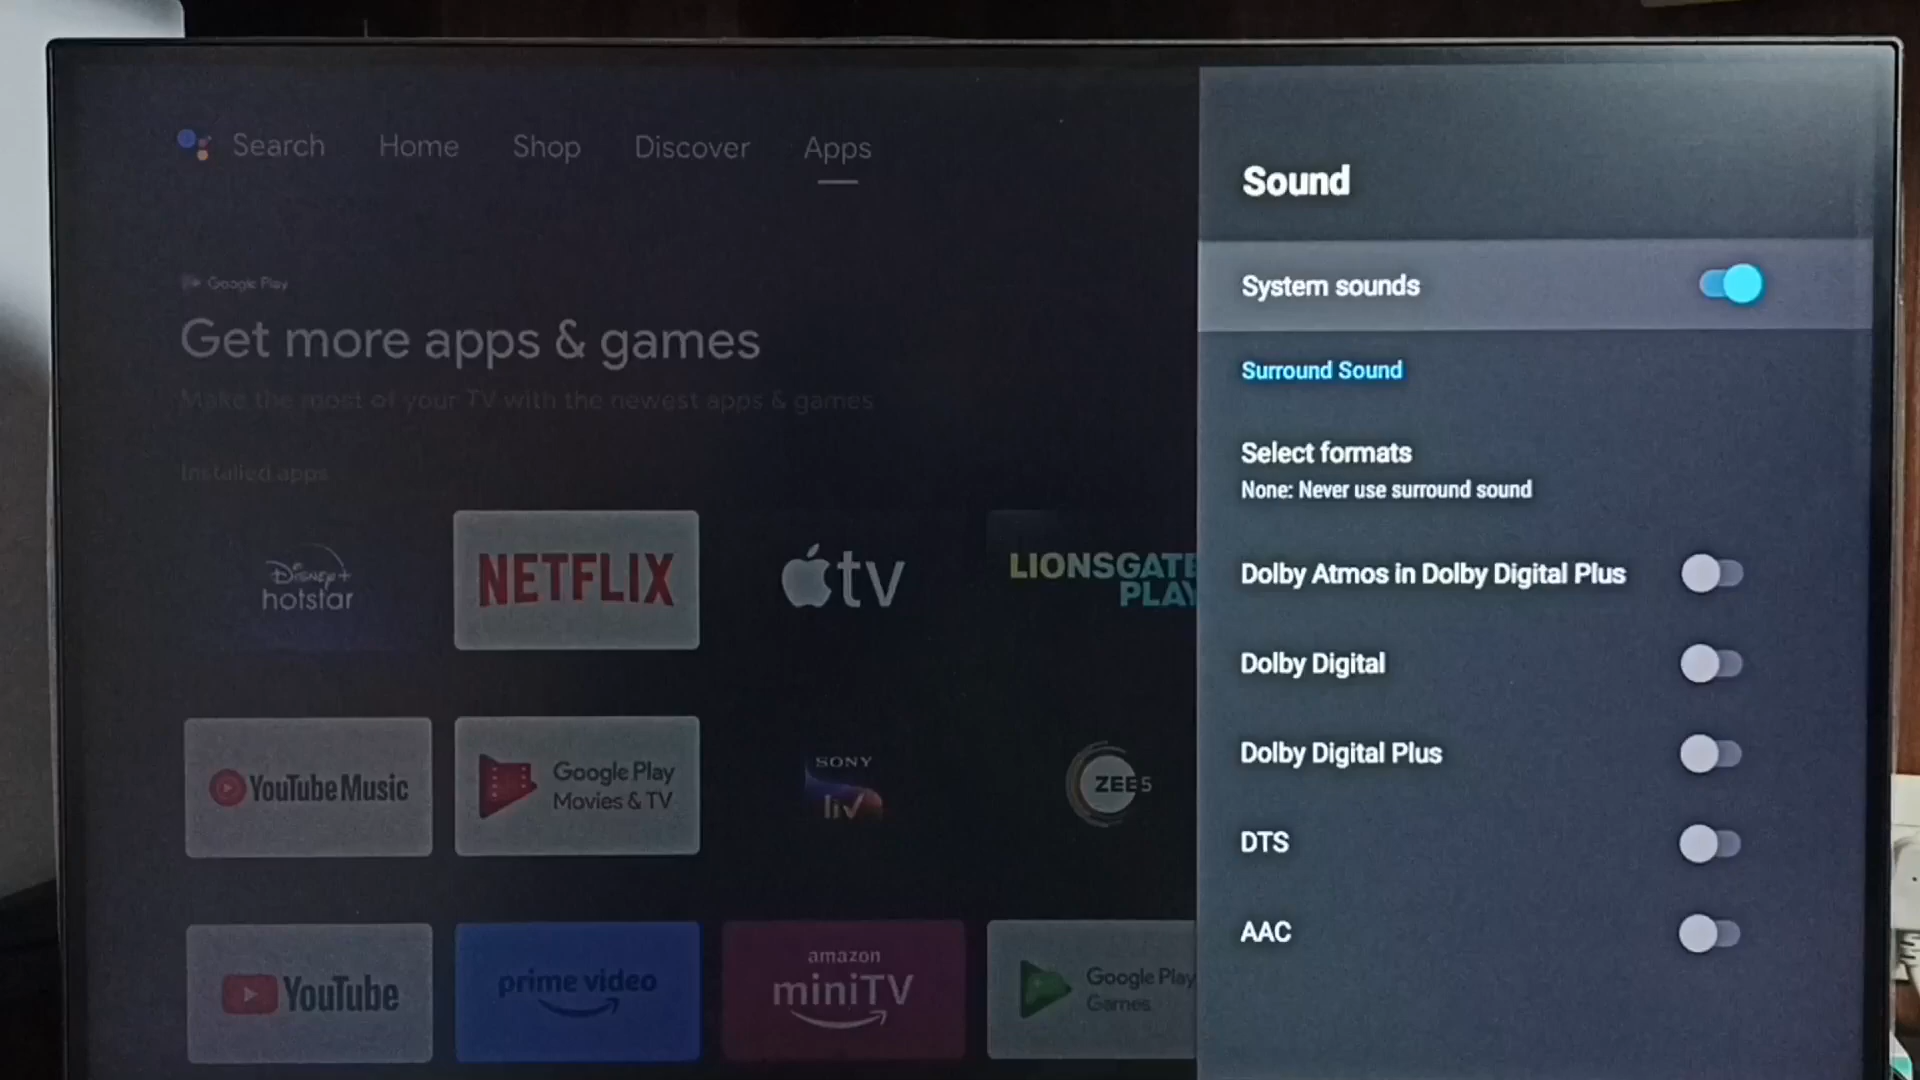 Search Home Shop Discover Apps
Google Play
Get more apps & games
Make the most of your TV with the newest apps & games
Installed apps
Disney+
hotstar
NETFLIX
tv
LIONSGATE
PLAY
YouTube Music
Google Play
Movies & TV
SONY
liv
ZEE5
YouTube
prime video
amazon
miniTV
Google Play
Games
Sound
System sounds
Surround Sound
Select formats
None: Never use surround sound
Dolby Atmos in Dolby Digital Plus
Dolby Digital
Dolby Digital Plus
DTS
AAC